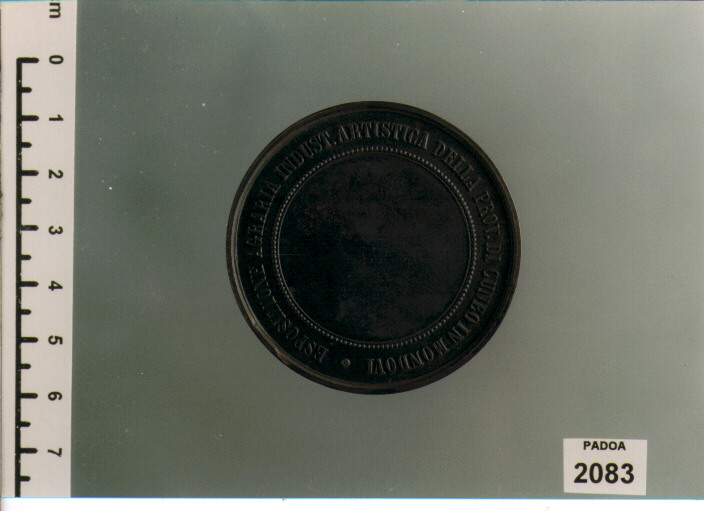 ESPOSIZIONE AGRARIA INDUST. ARTISTICA DELLA PROV. DI CUNEO IN MONDOVI
m 0 1 2 3 4 5 6 7
PADOA
2083